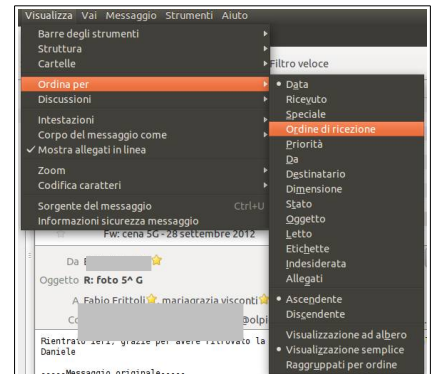 Visualizza Vai Messaggio Strumenti Aiuto
Barre degli strumenti
Struttura
Cartelle
Filtro veloce
Ordina per
Discussioni
Intestazioni
Corpo del messaggio come
✓ Mostra allegati in linea
Zoom
Codifica caratteri
Sorgente del messaggio Ctrl+U
Informazioni sicurezza messaggio
• Data
Ricevuto
Speciale
Ordine di ricezione
Priorità
Da
Destinatario
Dimensione
Stato
Oggetto
Letto
Etichette
Indesiderata
Allegati
• Ascendente
Discendente
Visualizzazione ad albero
• Visualizzazione semplice
Raggruppati per ordine
Fw: cena 5G - 28 settembre 2012
Da
Oggetto R: foto 5^ G
A Fabio Frittoli, mariagrazia visconti
@olpi
Rientrato ieri, grazie per avere ritrovato la
Daniele
-----Messaggio originale-----